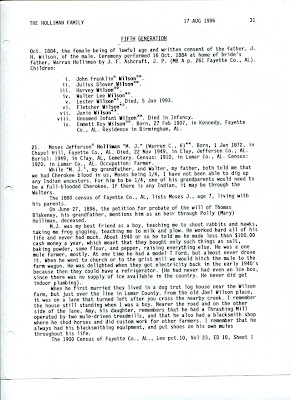 THE HOLLIMAN FAMILY 17 AUG 1996 31
FIFTH GENERATION
Oct. 1884, the female being of lawful age and written consent of the father, J.
H. Wilson, of the male. Ceremony performed 16 Oct. 1884 at home of bride's
father, Warren Holliman by J. F. Ashcraft, J. P. (MB A p. 26) Fayette Co., AL).
Children:
i. John Franklin Wilson
ii. Julius Glover Wilson
iii. Harvey Wilson
iv. Walter Lee Wilson
v. Lester Wilson, Died, 5 Jun 1993.
vi. Fletcher Wilson
vii. Junie Wilson
viii. Unnamed Infant Wilson, Died in Infancy.
ix. Emmett Roy Wilson, Born, 27 Feb 1907, in Kennedy, Fayette
Co., AL. Residence in Birmingham, AL.
21. Moses Jefferson Holliman "M. J." (Warren C., 6). Born, 1 Jan 1872, in
Chapel Hill, Fayette Co., AL. Died, 22 Nov 1949, in Clay, Jefferson Co., AL.
Burial: 1949, in Clay, AL, Cemetary. Census: 1910, in Lamar Co., AL. Census:
1920, in Lamar Co., AL. Occupation: Farmer.
While "M. J.", my grandfather, and Walter, my father, both told me that
we had Cherokee blood in us, Moses being 1/4, I have not been able to dig up
any Indian ancestors. For him to be 1/4, one of his grandparents would need to
be a full-blooded Cherokee. If there is any Indian, it may be through the
Walters.
The 1880 census of Fayette Co., AL, lists Moses J., age 7, living with
his parents.
On June 27, 1896, the petition for probate of the will of Thomas
Blakeney, his grandfather, mentions him as an heir through Polly (Mary)
Holliman, deceased.
M.J. was my best friend as a boy, teaching me to shoot rabbits and hawks,
taking me frog gigging, teaching me to milk and plow. He worked hard all of his
life and never had much. About 1940 or so he told me he made less than $100.00
cash money a year, which meant that they bought only such things as salt,
baking powder, some flour, and pepper, raising everything else. He was a one
mule farmer, mostly. At one time he had a model T Ford, but almost never drove
it. When he went to church or to the grist mill he would hitch the mule to the
farm wagon. He was delighted when they got electricity back in the early 1940's
because then they could have a refrigerator. (He had never had even an ice box,
since there was no supply of ice available in the country. He never did get
indoor plumbing).
When he first married they lived in a dog trot log house near the Wilson
farm, but just over the line in Lamar County. From the old Joel Wilson place,
it was on a lane that turned left after you cross the nearby creek. I remember
the house still standing when I was a boy. Nearer the road and on the other
side of the lane, Amy, his daughter, remembers that he had a Thrashing Mill
operated by two mule-driven treadmills, and that he also had a blacksmith shop
where he shod horses and did custom work for other farmers. I remember that he
always had his blacksmithing equipment, and put shoes on his own mules
throughout his life.
The 1900 Census of Fayette Co., AL, Lee pct.10, Vol 23, ED 10, Sheet 1